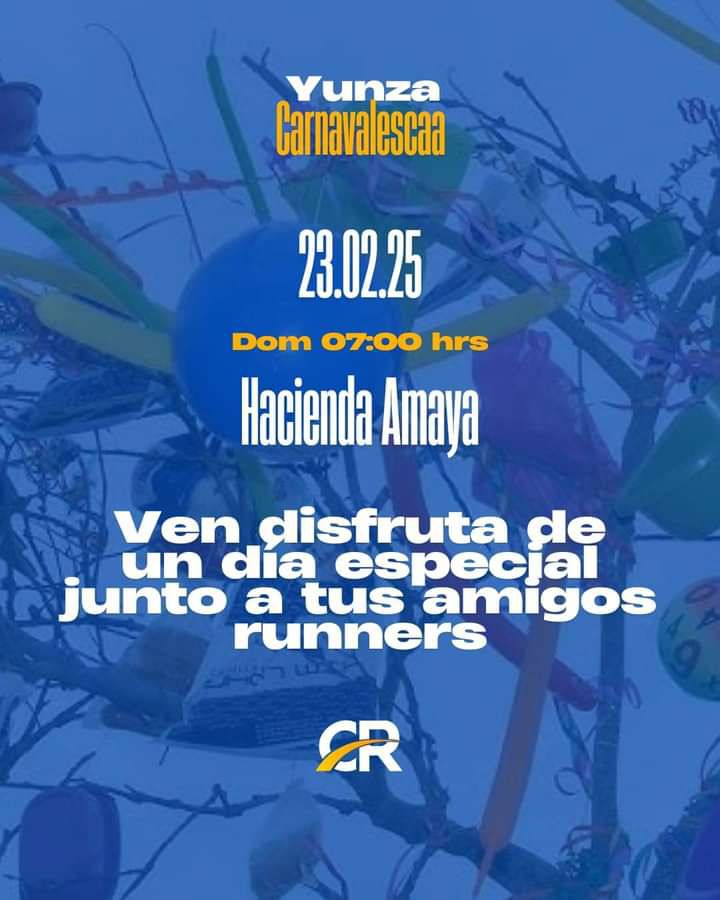 Yunza
Carnavalescaa
23.02.25
Dom 07:00 hrs
Hacienda Amaya
Ven disfruta de
un día especial
junto a tus amigos
runners
CR